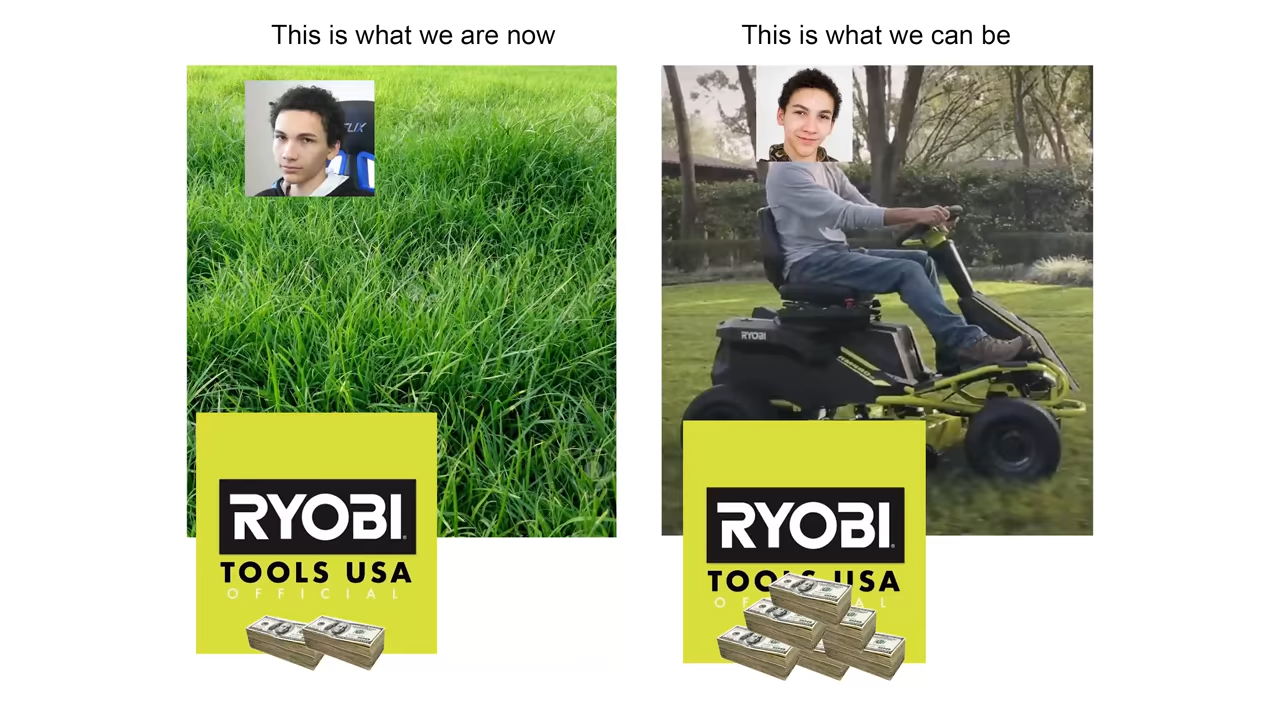 This is what we are now
This is what we can be
RYOBI
RYOBI
TOOLS USA
OFFICIAL
RYOBI
TOOLS USA